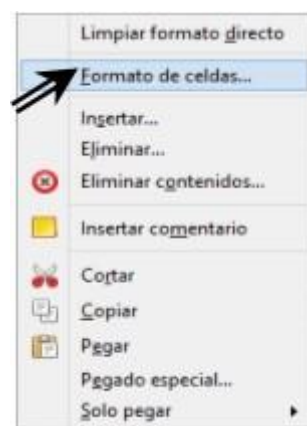 Limpiar formato directo
Formato de celdas...
Insertar...
Eliminar...
Eliminar contenidos...
Insertar comentario
Cortar
Copiar
Pegar
Pegado especial...
Solo pegar